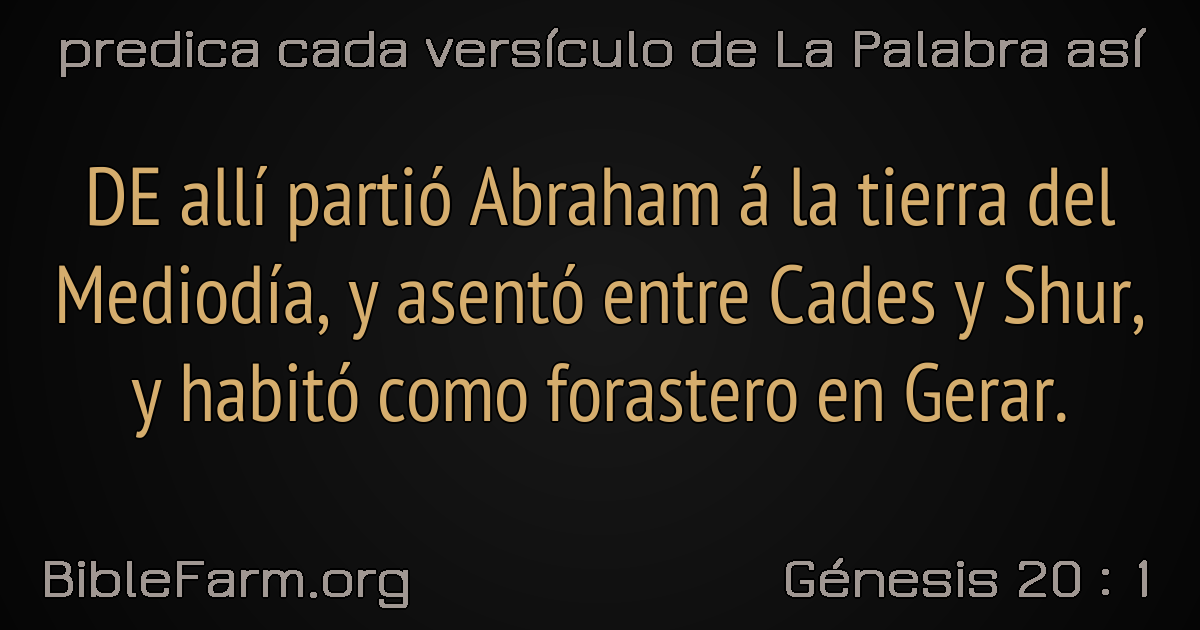 predica cada versículo de La Palabra así
DE allí partió Abraham á la tierra del
Mediodía, y asentó entre Cades y Shur,
y habitó como forastero en Gerar.
BibleFarm.org
Génesis 20 : 1